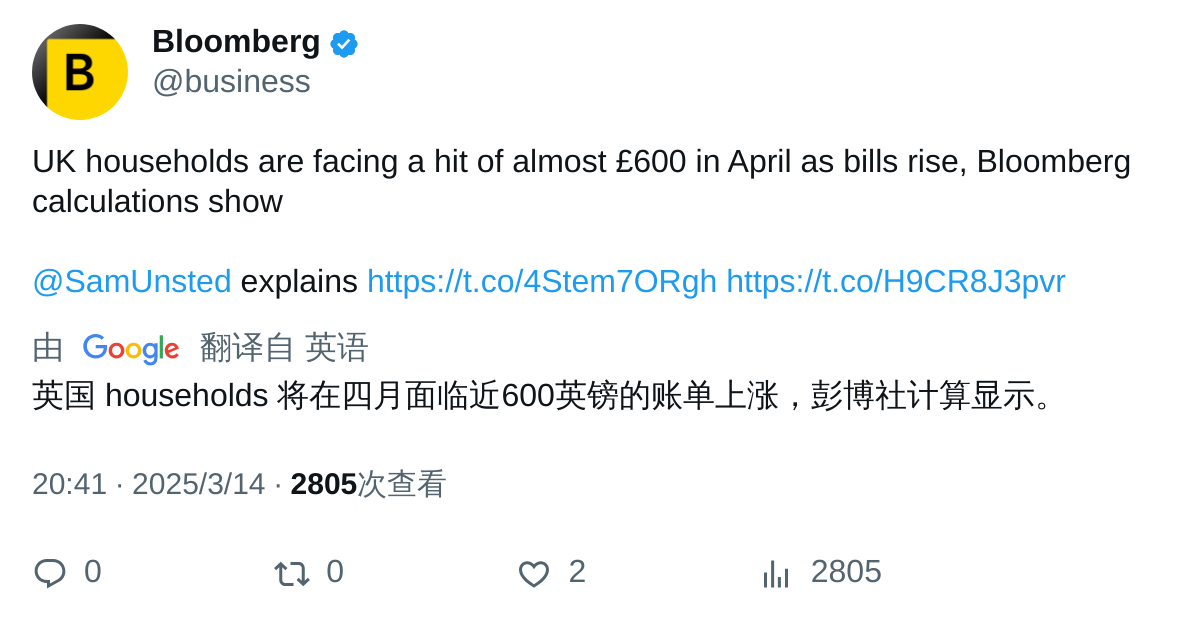 B
Bloomberg
@business
UK households are facing a hit of almost £600 in April as bills rise, Bloomberg
calculations show
@SamUnsted explains https://t.co/4Stem7ORgh https://t.co/H9CR8J3pvr
由 Google 翻译自 英语
英国 households 将在四月面临近600英镑的账单上涨，彭博社计算显示。
20:41 · 2025/3/14 · 2805次查看
0 0 2 2805